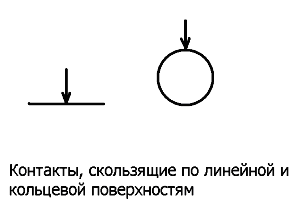 Контакты, скользящие по линейной и
кольцевой поверхностям